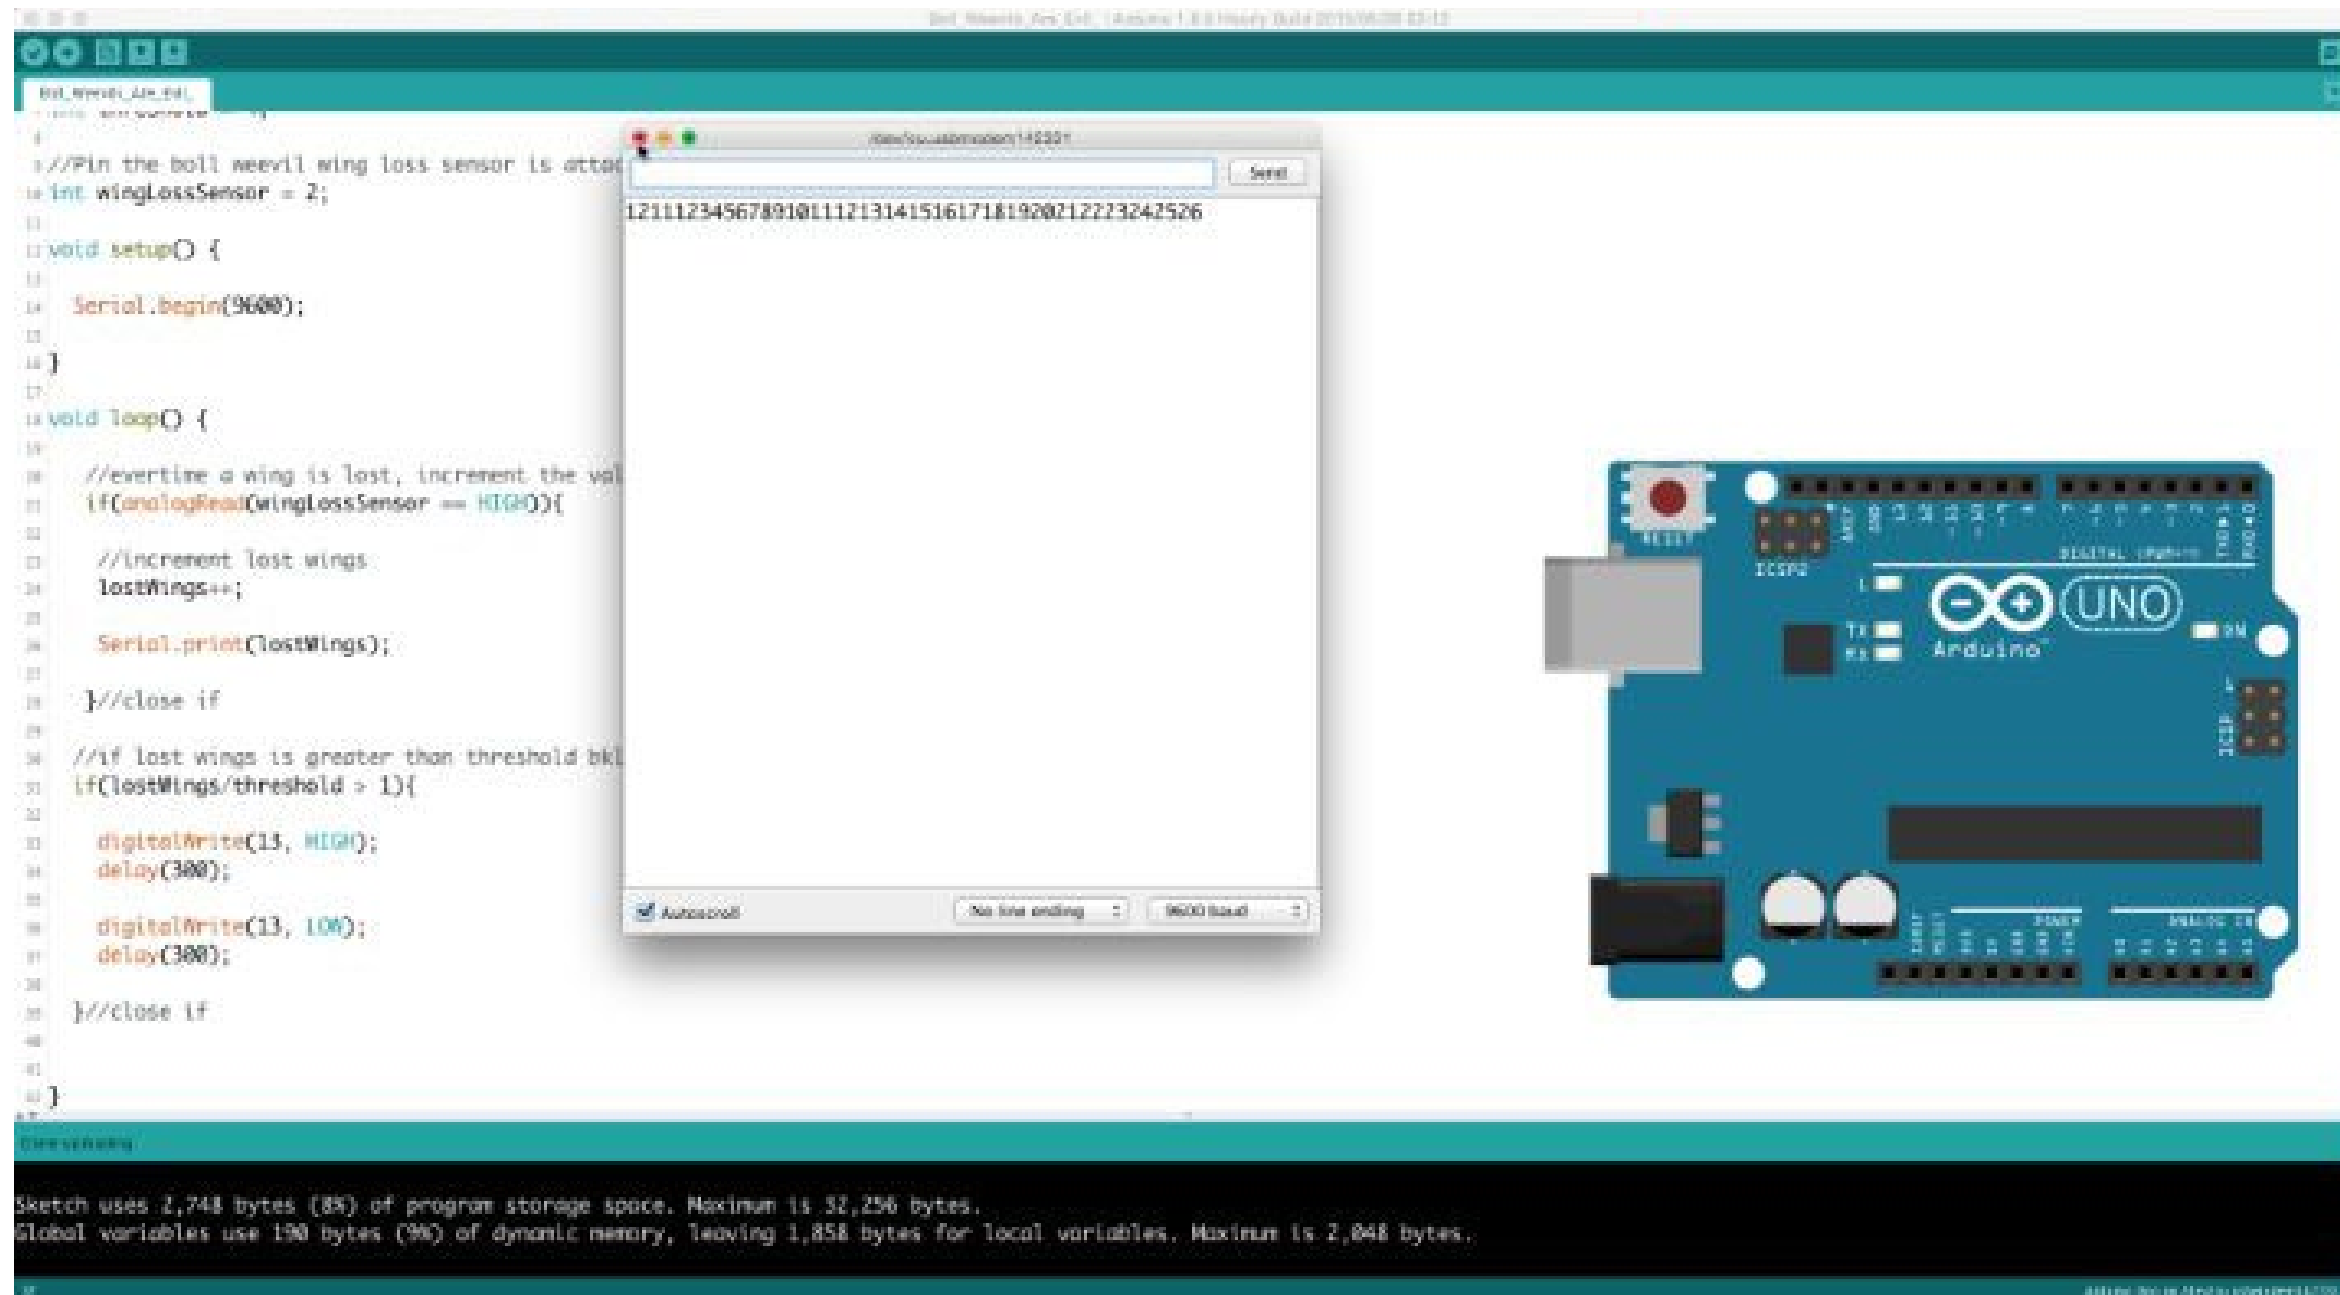 //Pin the boll weevil wing loss sensor is attac
int wingLossSensor = 2;
void setup() {
Serial.begin(9600);
}
void loop() {
//evertime a wing is lost, increment the val
if(analogRead(wingLossSensor == HIGH)){
//increment lost wings
lostWings++;
Serial.print(lostWings);
}//close if
//if lost wings is greater than threshold
if(lostWings/threshold > 1){
digitalWrite(13, HIGH);
delay(300);
digitalWrite(13, LOW);
delay(300);
}//close if
}
Send
12111234567891011121314151617181920212223242526
Autoscroll
No line ending
9600 baud
RESET
ICSP2
AREF
GND
DIGITAL (PWM=~)
L
TX
RX
UNO
Arduino
ON
ICSP
POWER
ANALOG IN
Sketch uses 2,748 bytes (8%) of program storage space. Maximum is 32,256 bytes.
Global variables use 190 bytes (9%) of dynamic memory, leaving 1,858 bytes for local variables. Maximum is 2,048 bytes.